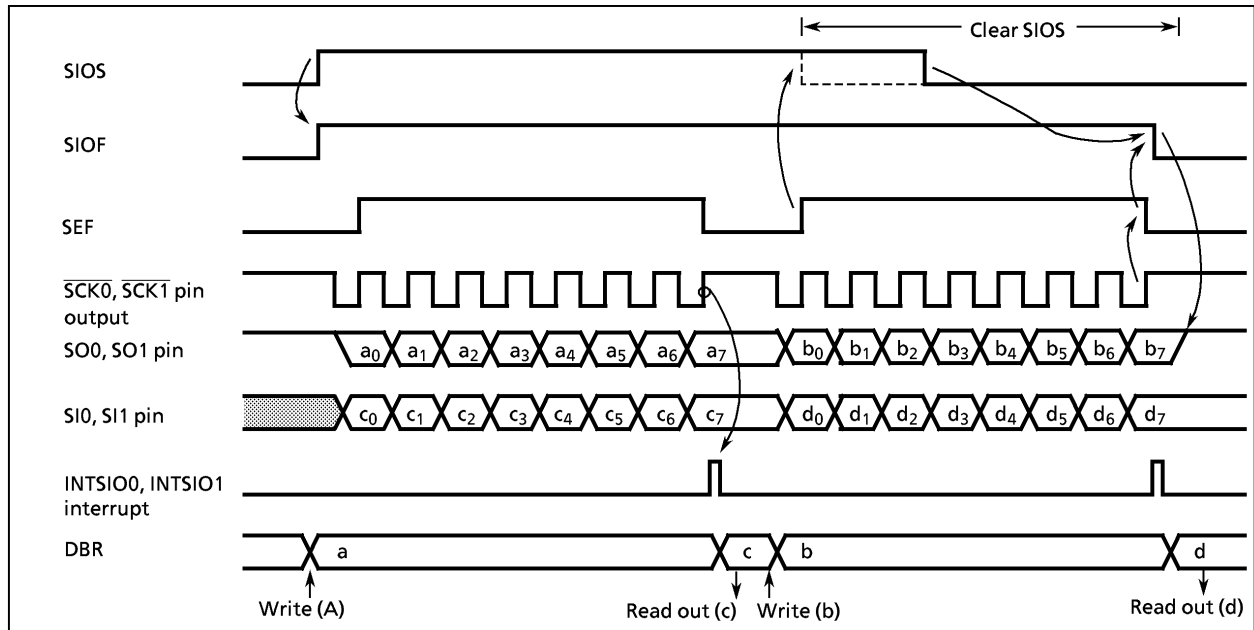 Clear SIOS
SIOS
SIOF
SEF
SCK0, SCK1 pin
output
SO0, SO1 pin
a0 a1 a2 a3 a4 a5 a6 a7 b0 b1 b2 b3 b4 b5 b6 b7
SI0, SI1 pin
c0 c1 c2 c3 c4 c5 c6 c7 d0 d1 d2 d3 d4 d5 d6 d7
INTSIO0, INTSIO1
interrupt
DBR a c b d
Write (A) Read out (c) Write (b) Read out (d)